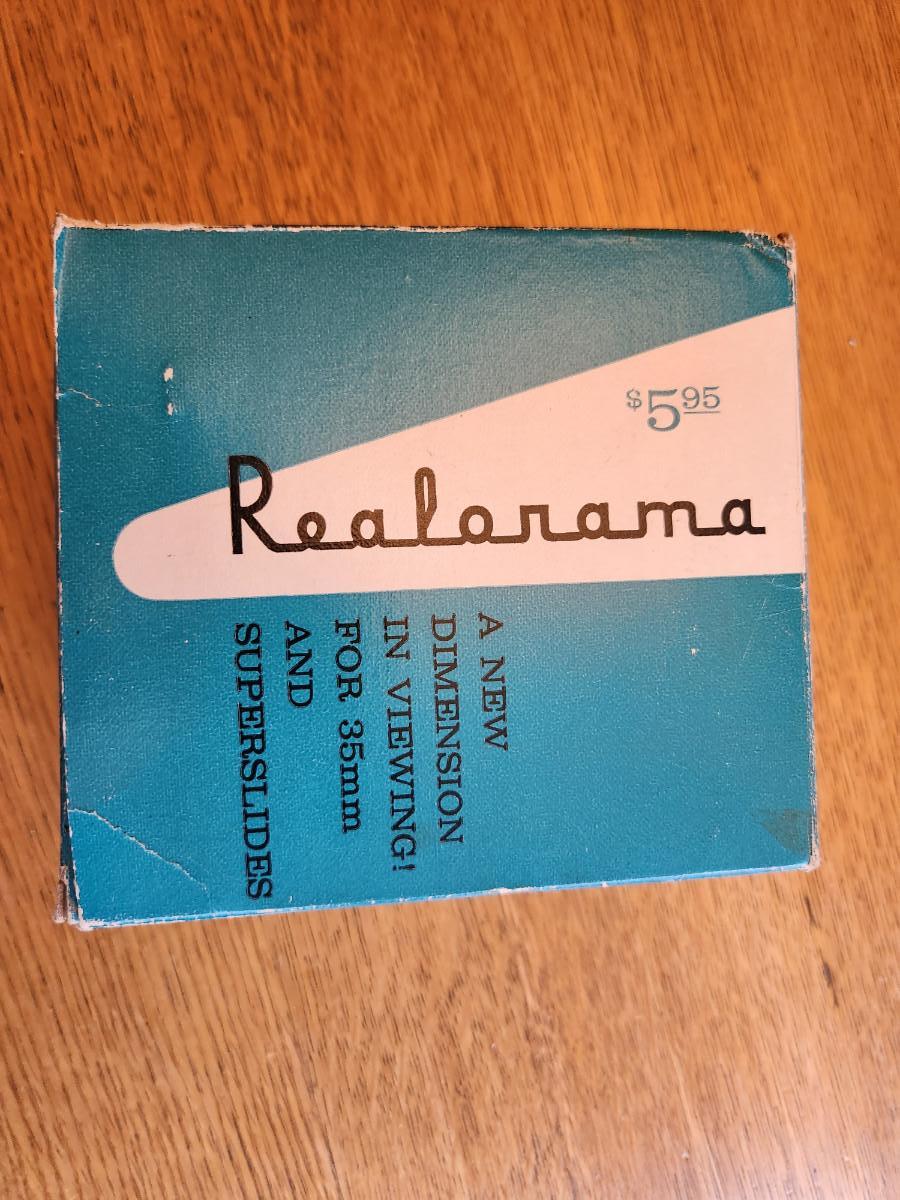 $5.95
Realorama
A NEW
DIMENSION
IN VIEWING!
FOR 35mm
AND
SUPERSLIDES